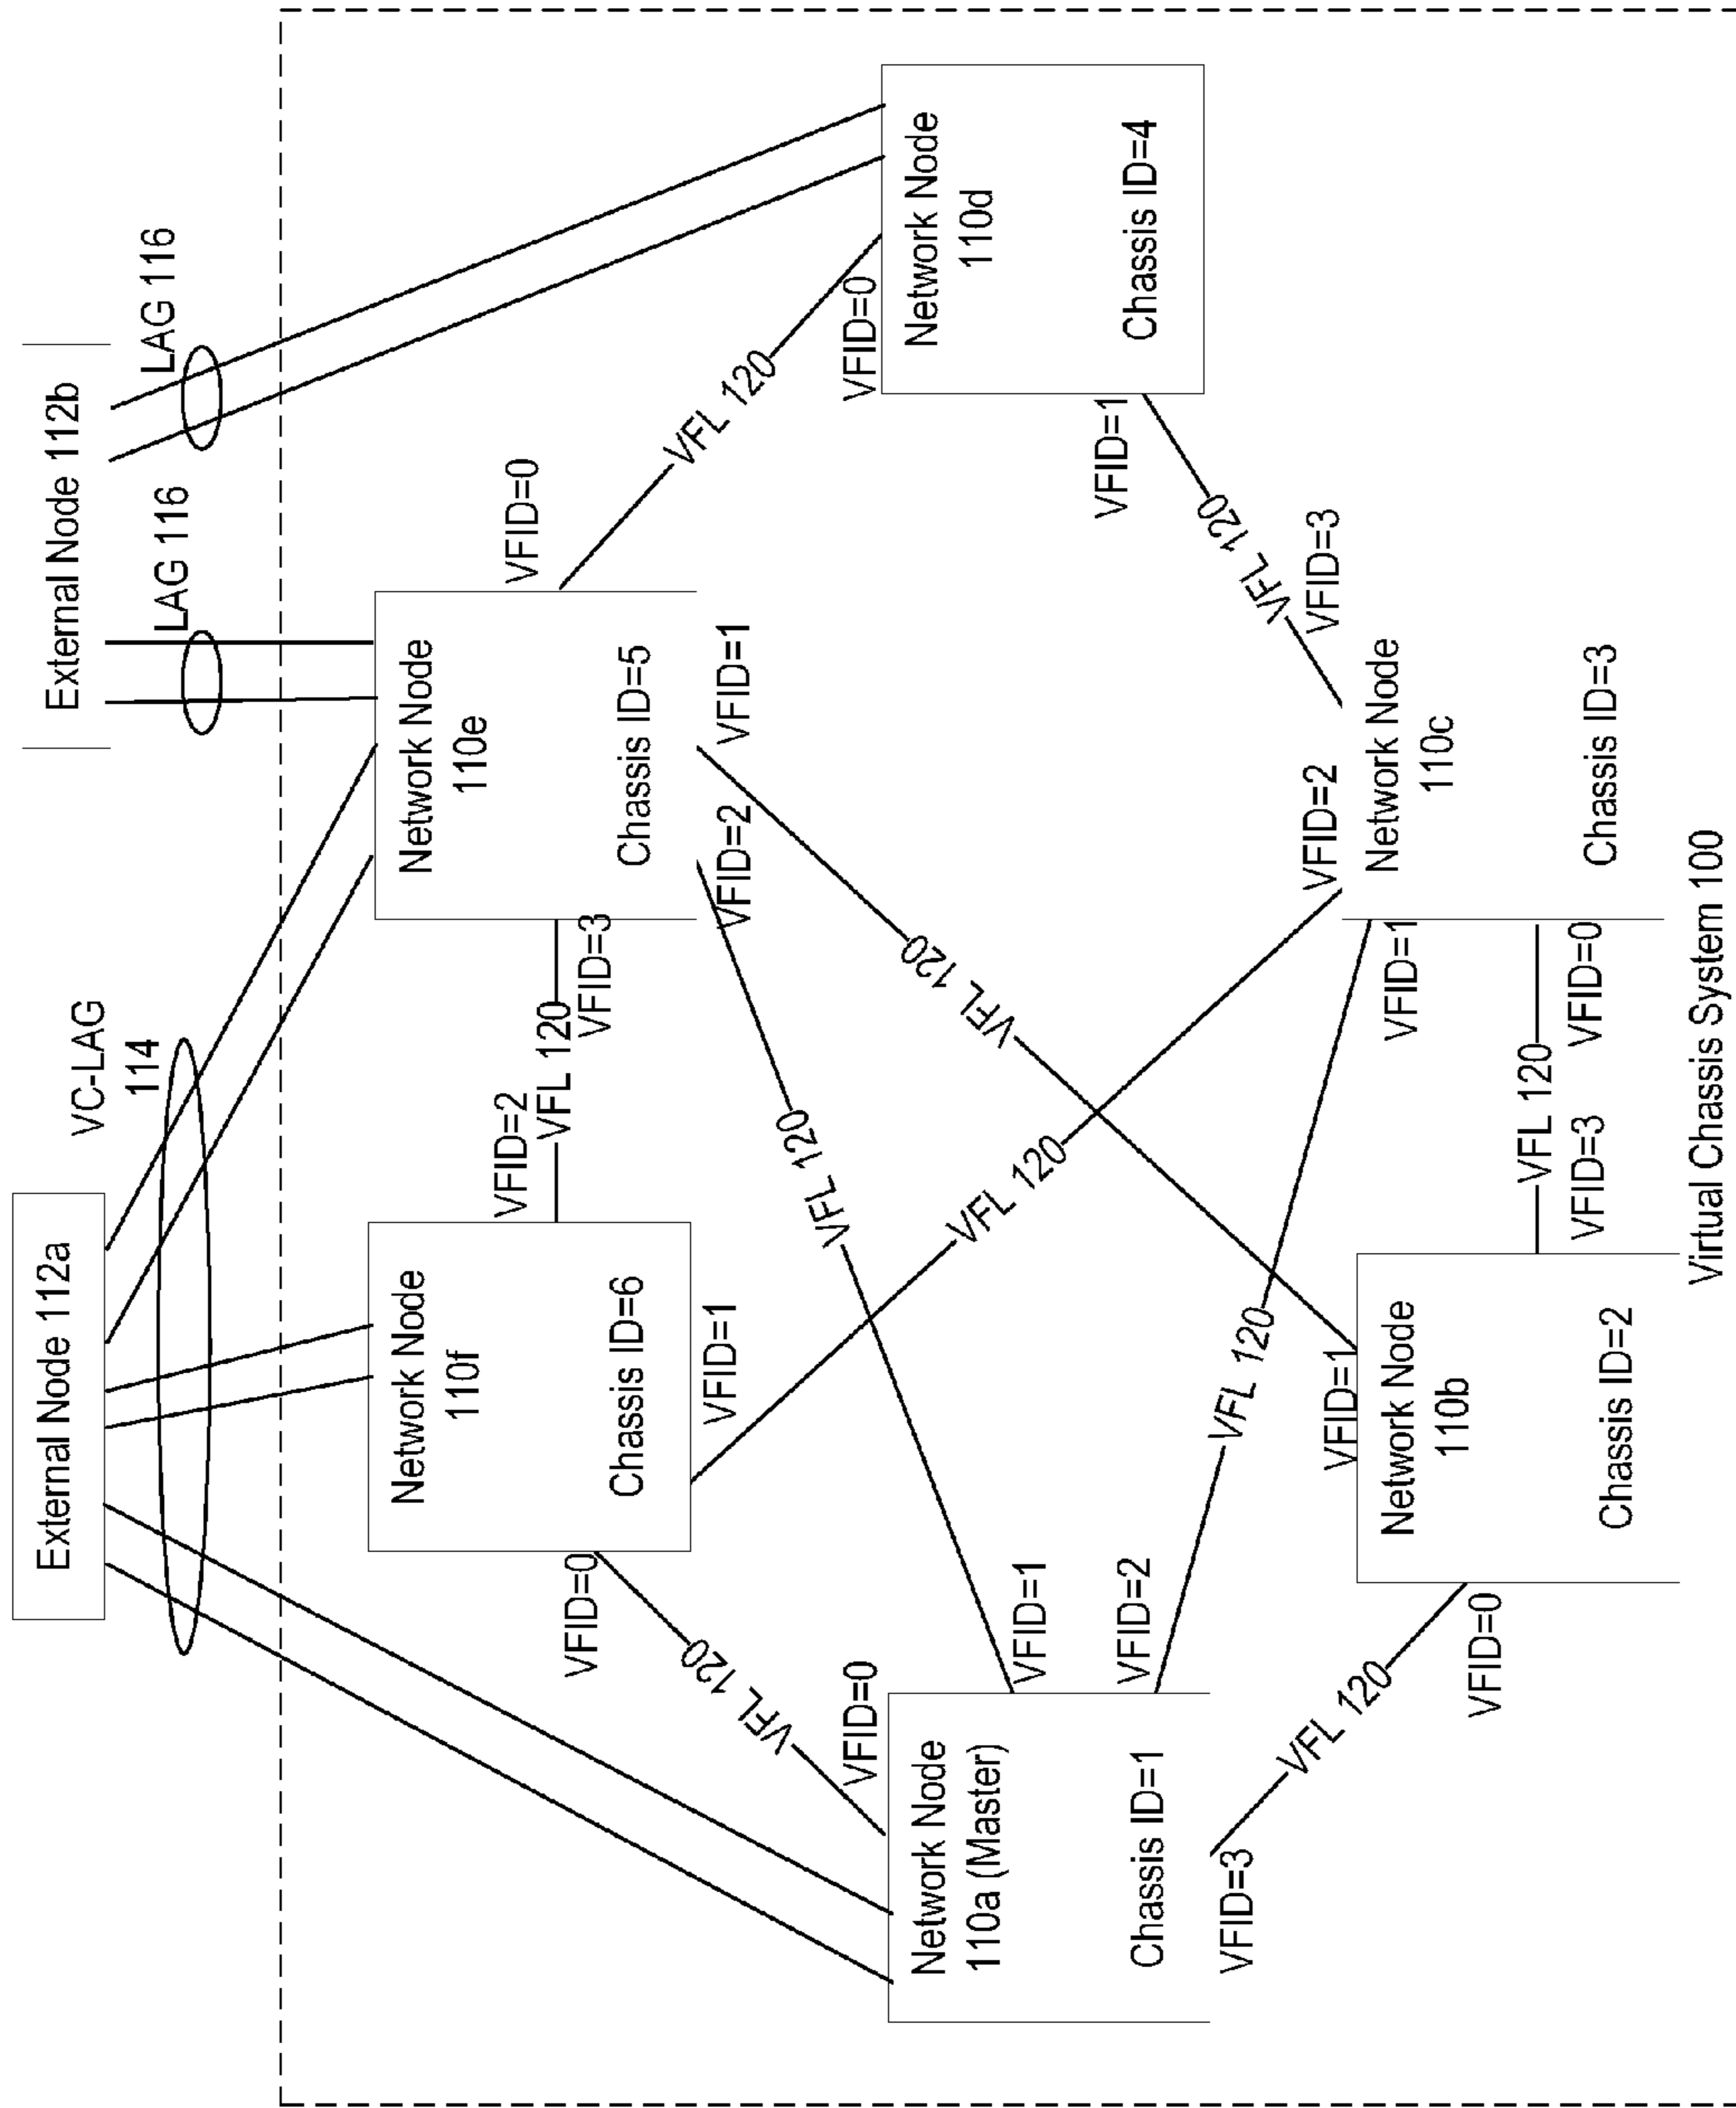 External Node 112a
VC-LAG
114
External Node 112b
LAG 116
LAG 116
Network Node
110f
Chassis ID=6
VFID=0
VFID=1
VFID=2
VFL 120
VFID=3
Network Node
110e
Chassis ID=5
VFID=2
VFID=1
VFID=0
VFL 120
VFL 120
VFL 120
VFL 120
VFL 120
VFID=0
Network Node
110a (Master)
Chassis ID=1
VFID=1
VFID=2
VFID=3
VFID=0
Network Node
110d
Chassis ID=4
VFID=1
VFL 120
VFL 120
VFL 120
VFID=0
VFID=1
Network Node
110b
Chassis ID=2
VFID=3
VFL 120
VFID=0
VFID=1
VFID=2
VFID=3
Network Node
110c
Chassis ID=3
Virtual Chassis System 100